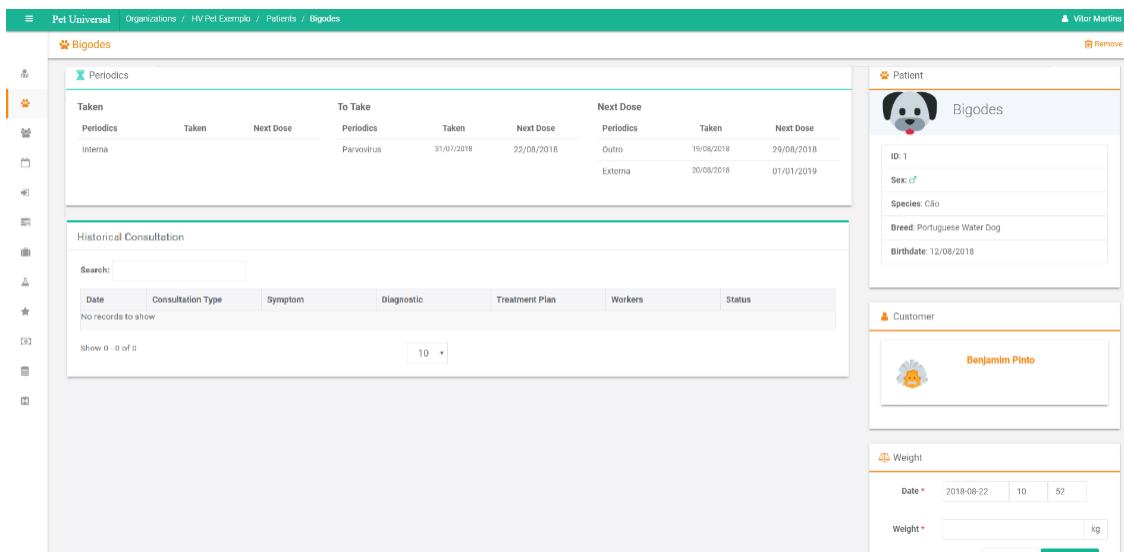 Pet Universal Organizations / HV Pet Exemplo / Patients / Bigodes Vitor Martins
Bigodes Remove
Periodics
Taken To Take Next Dose
Periodics Taken Next Dose Periodics Taken Next Dose Periodics Taken Next Dose
Interna Parvovirus 31/07/2018 22/08/2018 Outro 19/08/2018 29/08/2018
Externa 20/08/2018 01/01/2019
Historical Consultation
Search:
Date Consultation Type Symptom Diagnostic Treatment Plan Workers Status
No records to show
Show 0 - 0 of 0 10
Patient
Bigodes
ID: 1
Sex: ♂
Species: Cão
Breed: Portuguese Water Dog
Birthdate: 12/08/2018
Customer
Benjamim Pinto
Weight
Date * 2018-08-22 10 52
Weight * kg